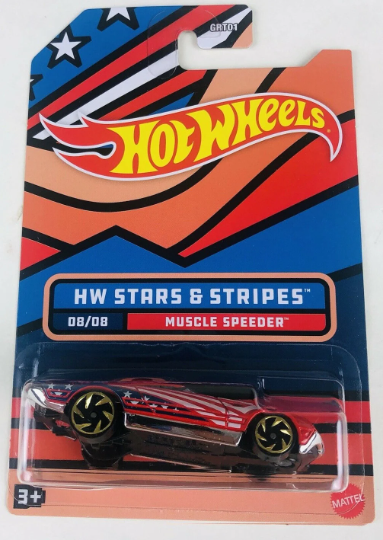 GRT01
HOT WHEELS
HW STARS & STRIPES™
08/08 MUSCLE SPEEDER™
3+ MATTEL